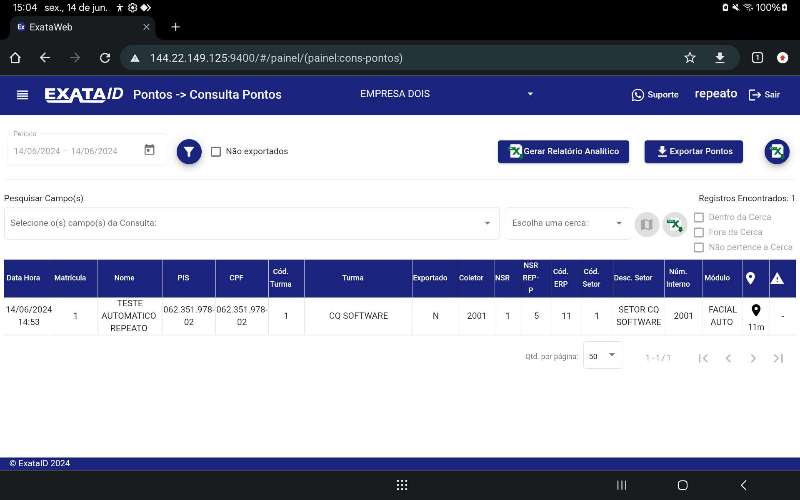 15:04 sex., 14 de jun. 100%
Ex ExataWeb
144.22.149.125:9400/#/painel/(painel:cons-pontos) 1
EXATAID Pontos -> Consulta Pontos EMPRESA DOIS Suporte repeato Sair
Período
14/06/2024 – 14/06/2024 Não exportados Gerar Relatório Analítico Exportar Pontos
Pesquisar Campo(s) Registros Encontrados: 1
Selecione o(s) campo(s) da Consulta: Escolha uma cerca: Dentro da Cerca
Fora da Cerca
Não pertence a Cerca
Data Hora Matrícula Nome PIS CPF Cód. Turma Turma Exportado Coletor NSR NSR REP-P Cód. ERP Cód. Setor Desc. Setor Núm. Interno Módulo
14/06/2024 14:53 1 TESTE AUTOMATICO REPEATO 062.351.978-02 062.351.978-02 1 CQ SOFTWARE N 2001 1 5 11 1 SETOR CQ SOFTWARE 2001 FACIAL AUTO 11m -
Qtd. por página: 50 1 - 1 / 1
© ExataID 2024